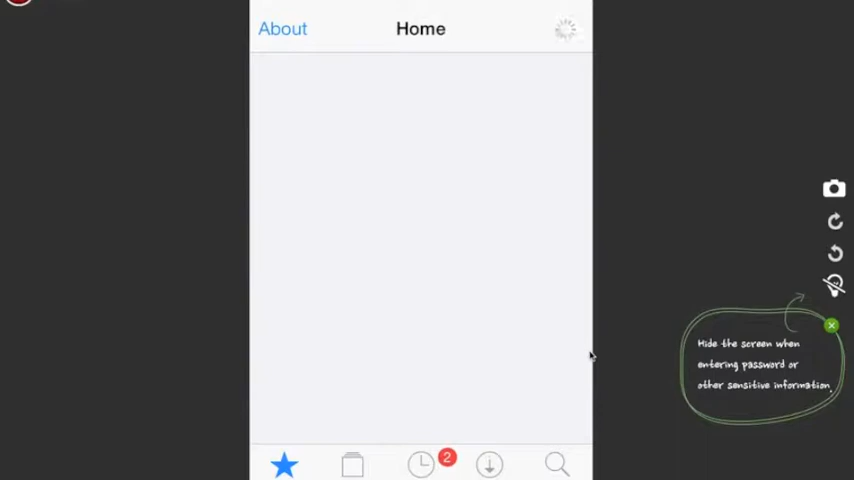 About
Home
Hide the screen when
entering password or
other sensitive information.
2